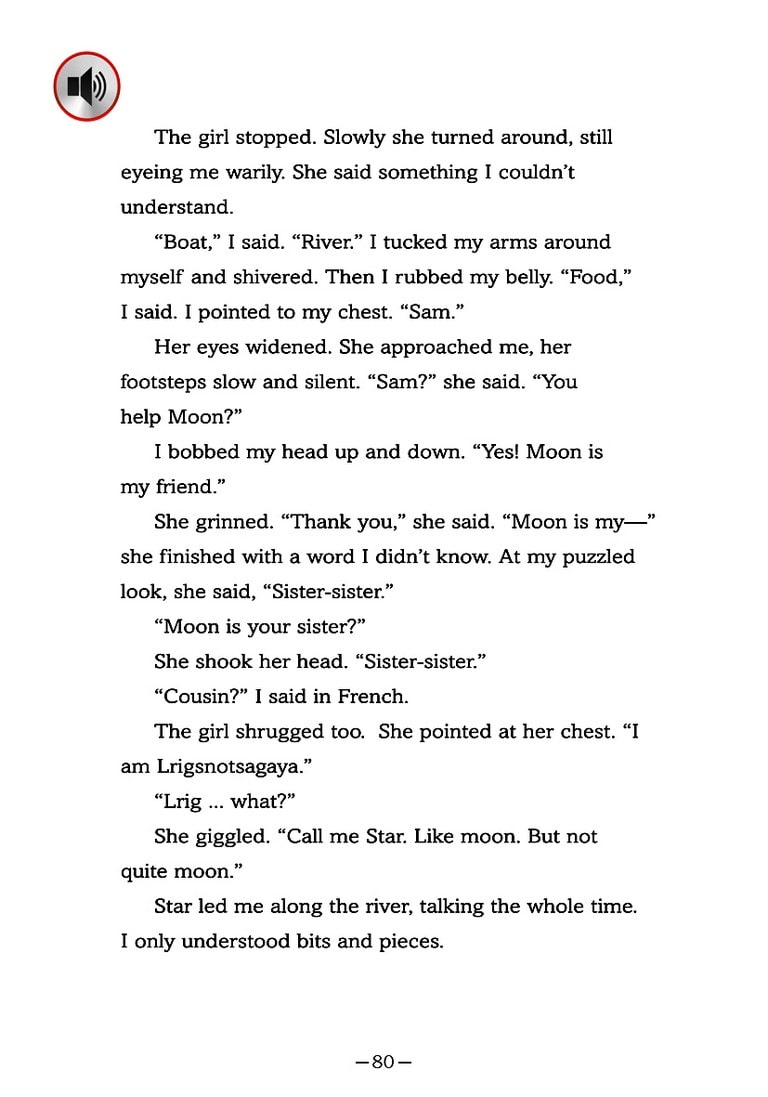 The girl stopped. Slowly she turned around, still
eyeing me warily. She said something I couldn’t
understand.
“Boat,” I said. “River.” I tucked my arms around
myself and shivered. Then I rubbed my belly. “Food,”
I said. I pointed to my chest. “Sam.”
Her eyes widened. She approached me, her
footsteps slow and silent. “Sam?” she said. “You
help Moon?”
I bobbed my head up and down. “Yes! Moon is
my friend.”
She grinned. “Thank you,” she said. “Moon is my—”
she finished with a word I didn’t know. At my puzzled
look, she said, “Sister-sister.”
“Moon is your sister?”
She shook her head. “Sister-sister.”
“Cousin?” I said in French.
The girl shrugged too.  She pointed at her chest. “I
am Lrigsnotsagaya.”
“Lrig ... what?”
She giggled. “Call me Star. Like moon. But not
quite moon.”
Star led me along the river, talking the whole time.
I only understood bits and pieces.
—80—